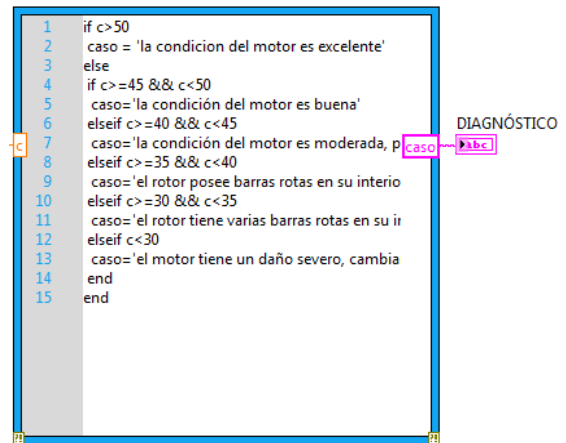 1 if c>50
2 caso = 'la condicion del motor es excelente'
3 else
4 if c>=45 && c<50
5 caso='la condición del motor es buena'
6 elseif c>=40 && c<45
7 caso='la condición del motor es moderada, p
8 elseif c>=35 && c<40
9 caso='el rotor posee barras rotas en su interio
10 elseif c>=30 && c<35
11 caso='el rotor tiene varias barras rotas en su i
12 elseif c<30
13 caso='el motor tiene un daño severo, cambia
14 end
15 end
c
caso
DIAGNÓSTICO
abc